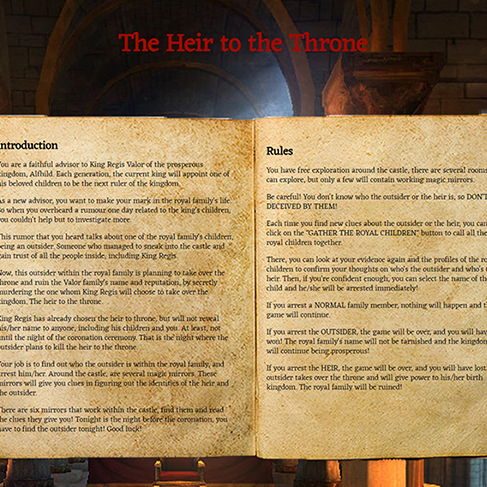 The Heir to the Throne
Introduction
You are a faithful advisor to King Regis Valor of the prosperous
kingdom, Alfhild. Each generation, the current king will appoint one of
his beloved children to be the next ruler of the kingdom.
As a new advisor, you want to make your mark in the royal family's life.
So when you overheard a rumour one day related to the king's children,
you couldn't help but to investigate more.
This rumor that you heard talks about one of the royal family's children,
being an outsider. Someone who managed to sneak into the castle and
gain trust of all the people inside, including King Regis.
Now, this outsider within the royal family is planning to take over the
throne and ruin the Valor family's name and reputation, by secretly
murdering the one whom King Regis will choose to take over the
kingdom. The heir to the throne.
King Regis has already chosen the heir to throne, but will not reveal
his/her name to anyone, including his children and you. At least, not
until the night of the coronation ceremony. That is the night where the
outsider plans to kill the heir to the throne.
Your job is to find out who the outsider is within the royal family, and
arrest him/her. Around the castle, are several magic mirrors. These
mirrors will give you clues in figuring out the identities of the heir and
the outsider.
There are six mirrors that work within the castle, find them and read
the clues they give you! Tonight is the night before the coronation, you
have to find the outsider tonight! Good luck!
Rules
You have free exploration around the castle, there are several rooms
can explore, but only a few will contain working magic mirrors.
Be careful! You don't know who the outsider or the heir is, so DON'T
DECEIVED BY THEM!
Each time you find new clues about the outsider or the heir, you can
click on the "GATHER THE ROYAL CHILDREN" button to call all the
royal children together.
There, you can look at your evidence again and the profiles of the ro
children to confirm your thoughts on who's the outsider and who's t
heir. Then, if you're confident enough, you can select the name of the
child and he/she will be arrested immediately!
If you arrest a NORMAL family member, nothing will happen and th
game will continue.
If you arrest the OUTSIDER, the game will be over, and you will hav
won! The royal family's name will not be tarnished and the kingdom
will continue being prosperous!
If you arrest the HEIR, the game will be over, and you will have lost
outsider takes over the throne and will give power to his/her birth
kingdom. The royal family will be ruined!